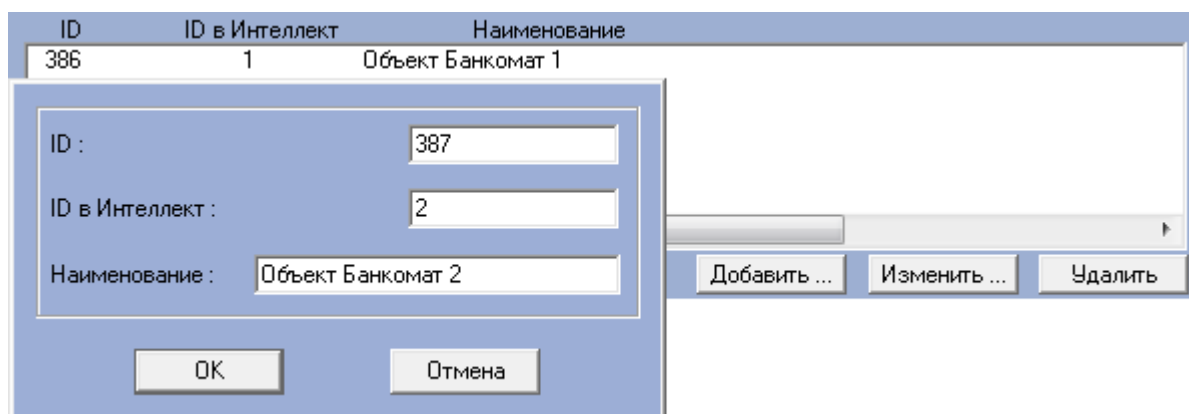 ID ID в Интеллект Наименование
386 1 Объект Банкомат 1
ID : 387
ID в Интеллект : 2
Наименование : Объект Банкомат 2
Добавить ... Изменить ... Удалить
OK Отмена